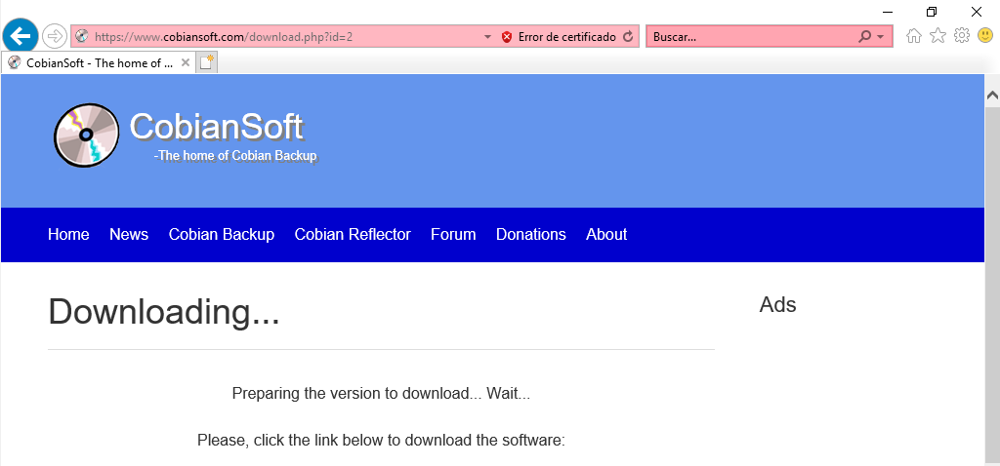 https://www.cobiansoft.com/download.php?id=2 Error de certificado Buscar...
CobianSoft - The home of ...
CobianSoft
-The home of Cobian Backup
Home News Cobian Backup Cobian Reflector Forum Donations About
Downloading...
Ads
Preparing the version to download... Wait...
Please, click the link below to download the software: